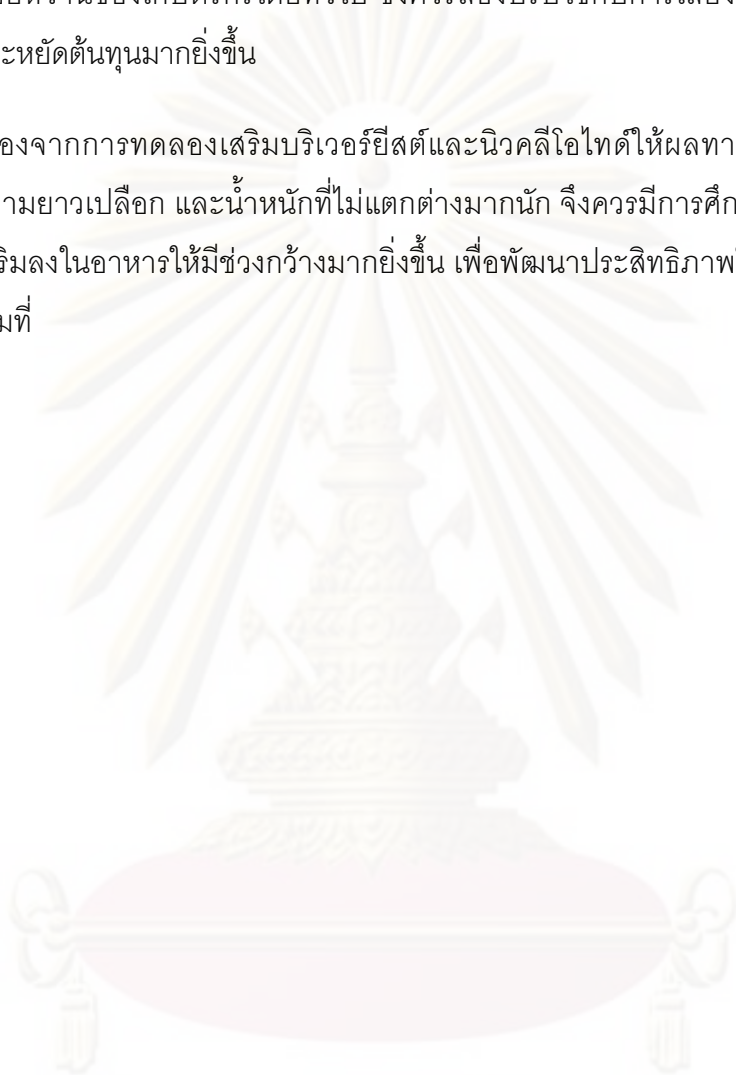 ะหยัดต้นทุนมากยิ่งขึ้น
องจากการทดลองเสริมบริเวอร์ยีสต์และนิวคลีโอไทด์ให้ผลทา
ามยาวเปลือก และน้ำหนักที่ไม่แตกต่างมากนัก จึงควรมีการศึก
ริมลงในอาหารให้มีช่วงกว้างมากยิ่งขึ้น เพื่อพัฒนาประสิทธิภาพ
มที่